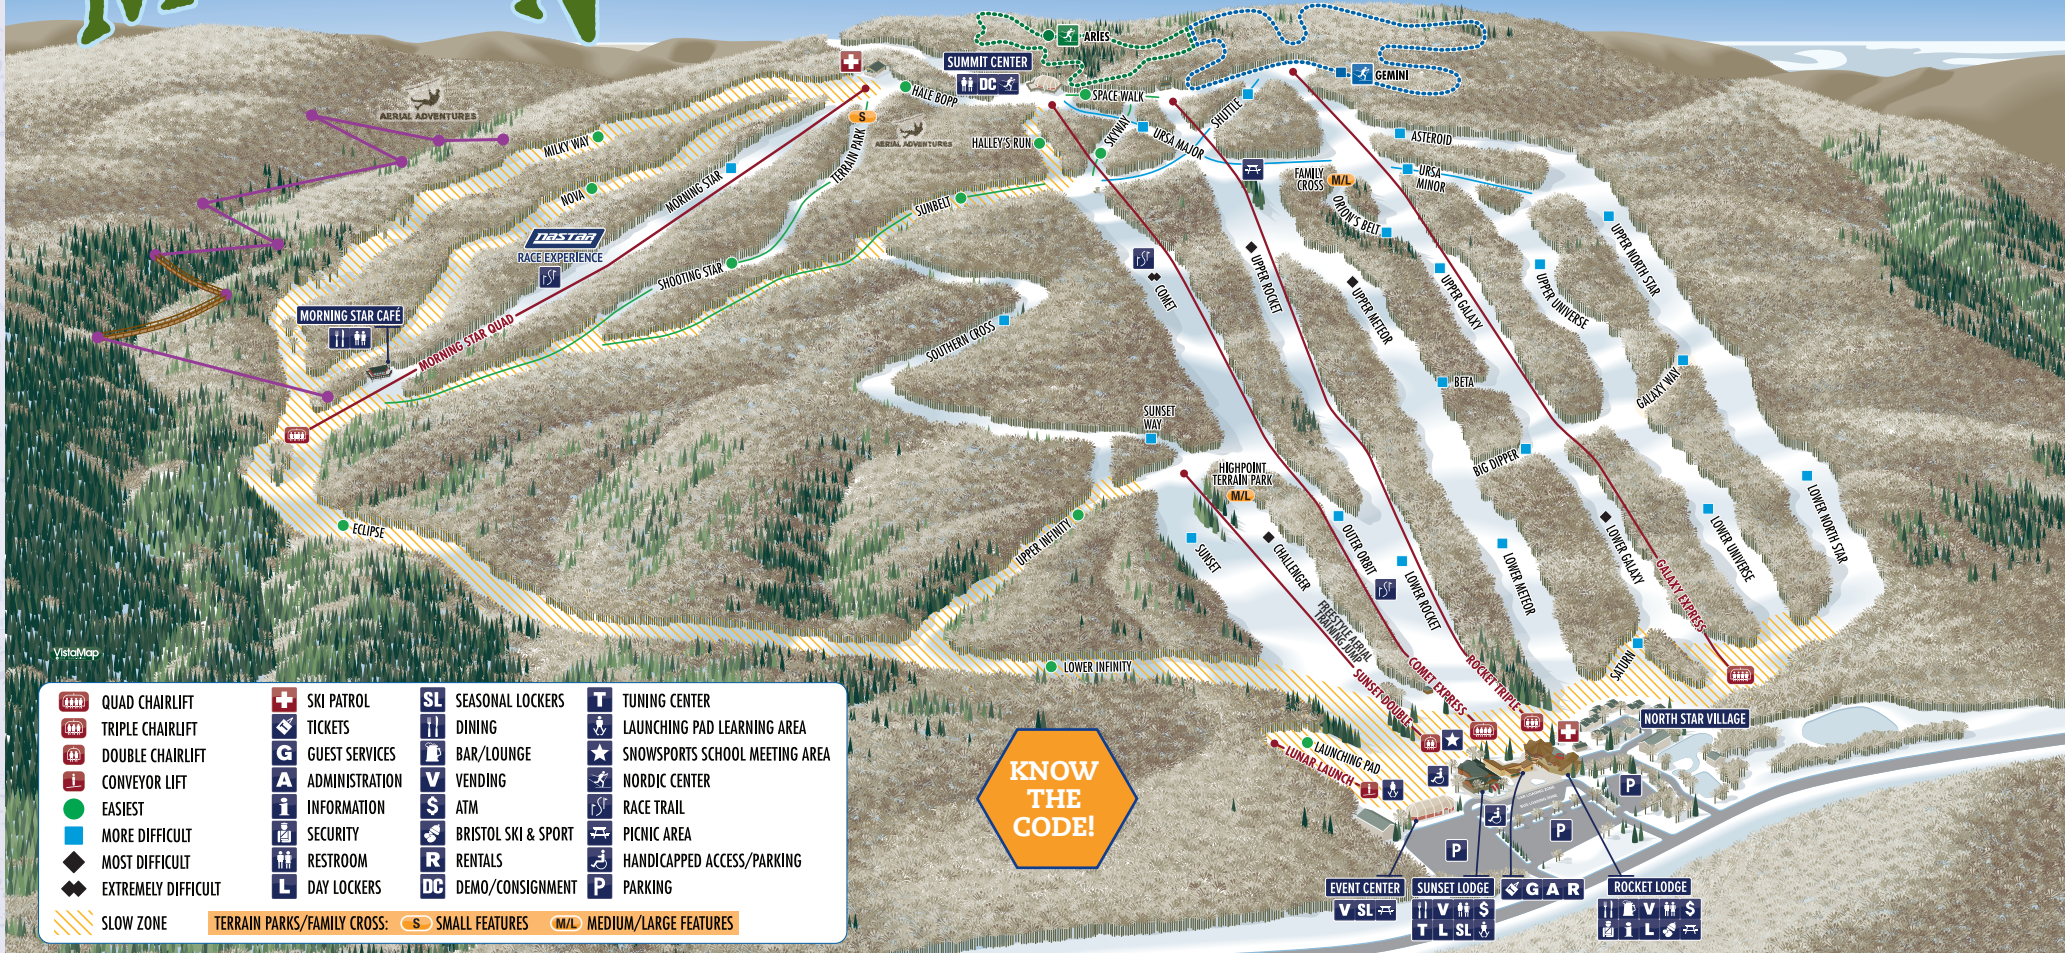 ARIES
SUMMIT CENTER
DC
GEMINI
HALE BOPP
SPACE WALK
AERIAL ADVENTURES
S
TERRAIN PARK
AERIAL ADVENTURES
SKYWAY
URSA MAJOR
SHUTTLE
ASTEROID
MILKY WAY
HALLEY'S RUN
FAMILY
CROSS
M/L
URSA
MINOR
NOVA
MORNING STAR
SUNBELT
ORION'S BELT
NASTAR
RACE EXPERIENCE
SHOOTING STAR
COMET
UPPER ROCKET
UPPER METEOR
UPPER GALAXY
UPPER UNIVERSE
UPPER NORTH STAR
MORNING STAR CAFÉ
MORNING STAR QUAD
SOUTHERN CROSS
BETA
GALAXY WAY
SUNSET
WAY
HIGHPOINT
TERRAIN PARK
M/L
BIG DIPPER
ECLIPSE
UPPER INFINITY
SUNSET
CHALLENGER
OUTER ORBIT
LOWER ROCKET
LOWER METEOR
LOWER GALAXY
GALAXY EXPRESS
LOWER UNIVERSE
LOWER NORTH STAR
FREESTYLE AERIAL
TRAINING JUMP
LOWER INFINITY
SATURN
SUNSET DOUBLE
COMET EXPRESS
ROCKET TRIPLE
NORTH STAR VILLAGE
LAUNCHING PAD
LUNAR LAUNCH
P
P
P
VistaMap
QUAD CHAIRLIFT
TRIPLE CHAIRLIFT
DOUBLE CHAIRLIFT
CONVEYOR LIFT
EASIEST
MORE DIFFICULT
MOST DIFFICULT
EXTREMELY DIFFICULT
SLOW ZONE
SKI PATROL
TICKETS
G GUEST SERVICES
A ADMINISTRATION
i INFORMATION
SECURITY
RESTROOM
L DAY LOCKERS
SL SEASONAL LOCKERS
DINING
BAR/LOUNGE
V VENDING
$ ATM
BRISTOL SKI & SPORT
R RENTALS
DC DEMO/CONSIGNMENT
T TUNING CENTER
LAUNCHING PAD LEARNING AREA
SNOWSPORTS SCHOOL MEETING AREA
NORDIC CENTER
RACE TRAIL
PICNIC AREA
HANDICAPPED ACCESS/PARKING
P PARKING
TERRAIN PARKS/FAMILY CROSS: S SMALL FEATURES M/L MEDIUM/LARGE FEATURES
KNOW
THE
CODE!
EVENT CENTER
V SL
SUNSET LODGE
V $
T L SL
G A R
ROCKET LODGE
V $
i L